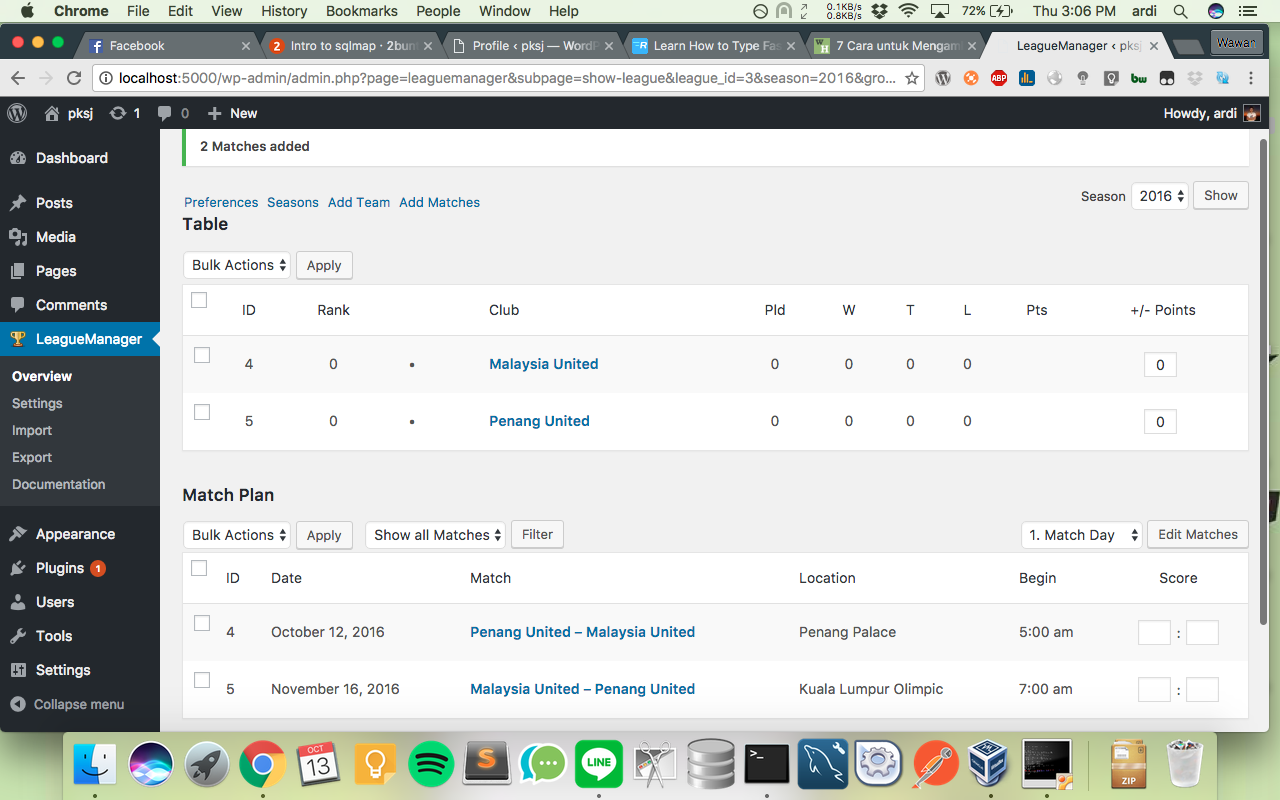 Chrome File Edit View History Bookmarks People Window Help 0.1KB/s 0.8KB/s 72% Thu 3:06 PM ardi
Facebook Intro to sqlmap · 2bun Profile ‹ pksj — WordP Learn How to Type Fas 7 Cara untuk Mengam LeagueManager ‹ pksj Wawan
localhost:5000/wp-admin/admin.php?page=leaguemanager&subpage=show-league&league_id=3&season=2016&gro... ABP bw
pksj 1 0 New Howdy, ardi
Dashboard
Posts
Media
Pages
Comments
LeagueManager
Overview
Settings
Import
Export
Documentation
Appearance
Plugins 1
Users
Tools
Settings
Collapse menu
2 Matches added
Preferences Seasons Add Team Add Matches Season 2016 Show
Table
Bulk Actions Apply
ID Rank Club Pld W T L Pts +/- Points
4 0 • Malaysia United 0 0 0 0 0
5 0 • Penang United 0 0 0 0 0
Match Plan
Bulk Actions Apply Show all Matches Filter 1. Match Day Edit Matches
ID Date Match Location Begin Score
4 October 12, 2016 Penang United – Malaysia United Penang Palace 5:00 am :
5 November 16, 2016 Malaysia United – Penang United Kuala Lumpur Olimpic 7:00 am :
OCT
13
S
LINE
>_
ZIP